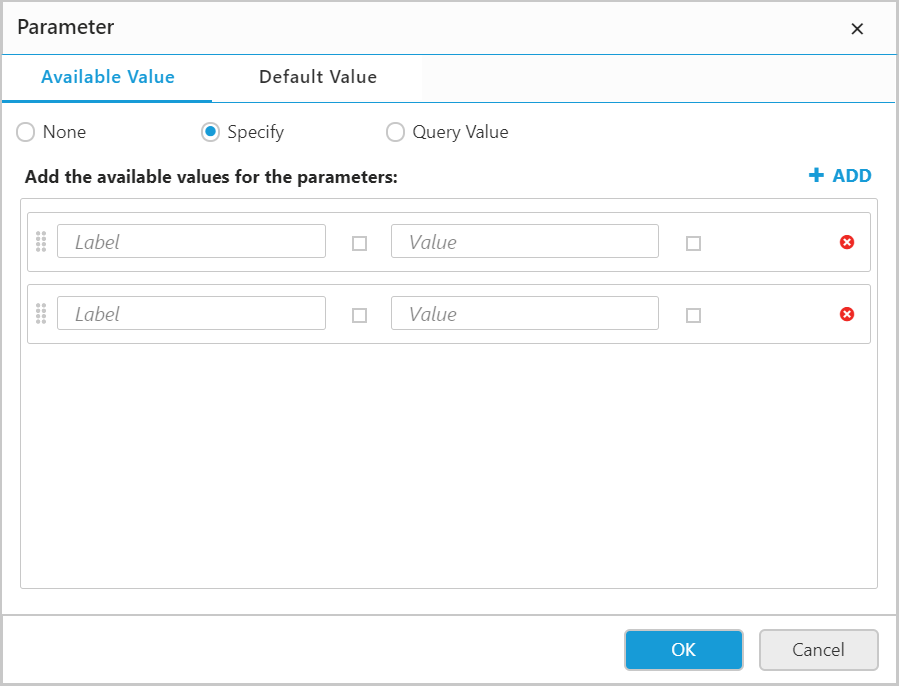 Parameter
Available Value Default Value
None Specify Query Value
Add the available values for the parameters: + ADD
Label Value
Label Value
OK Cancel